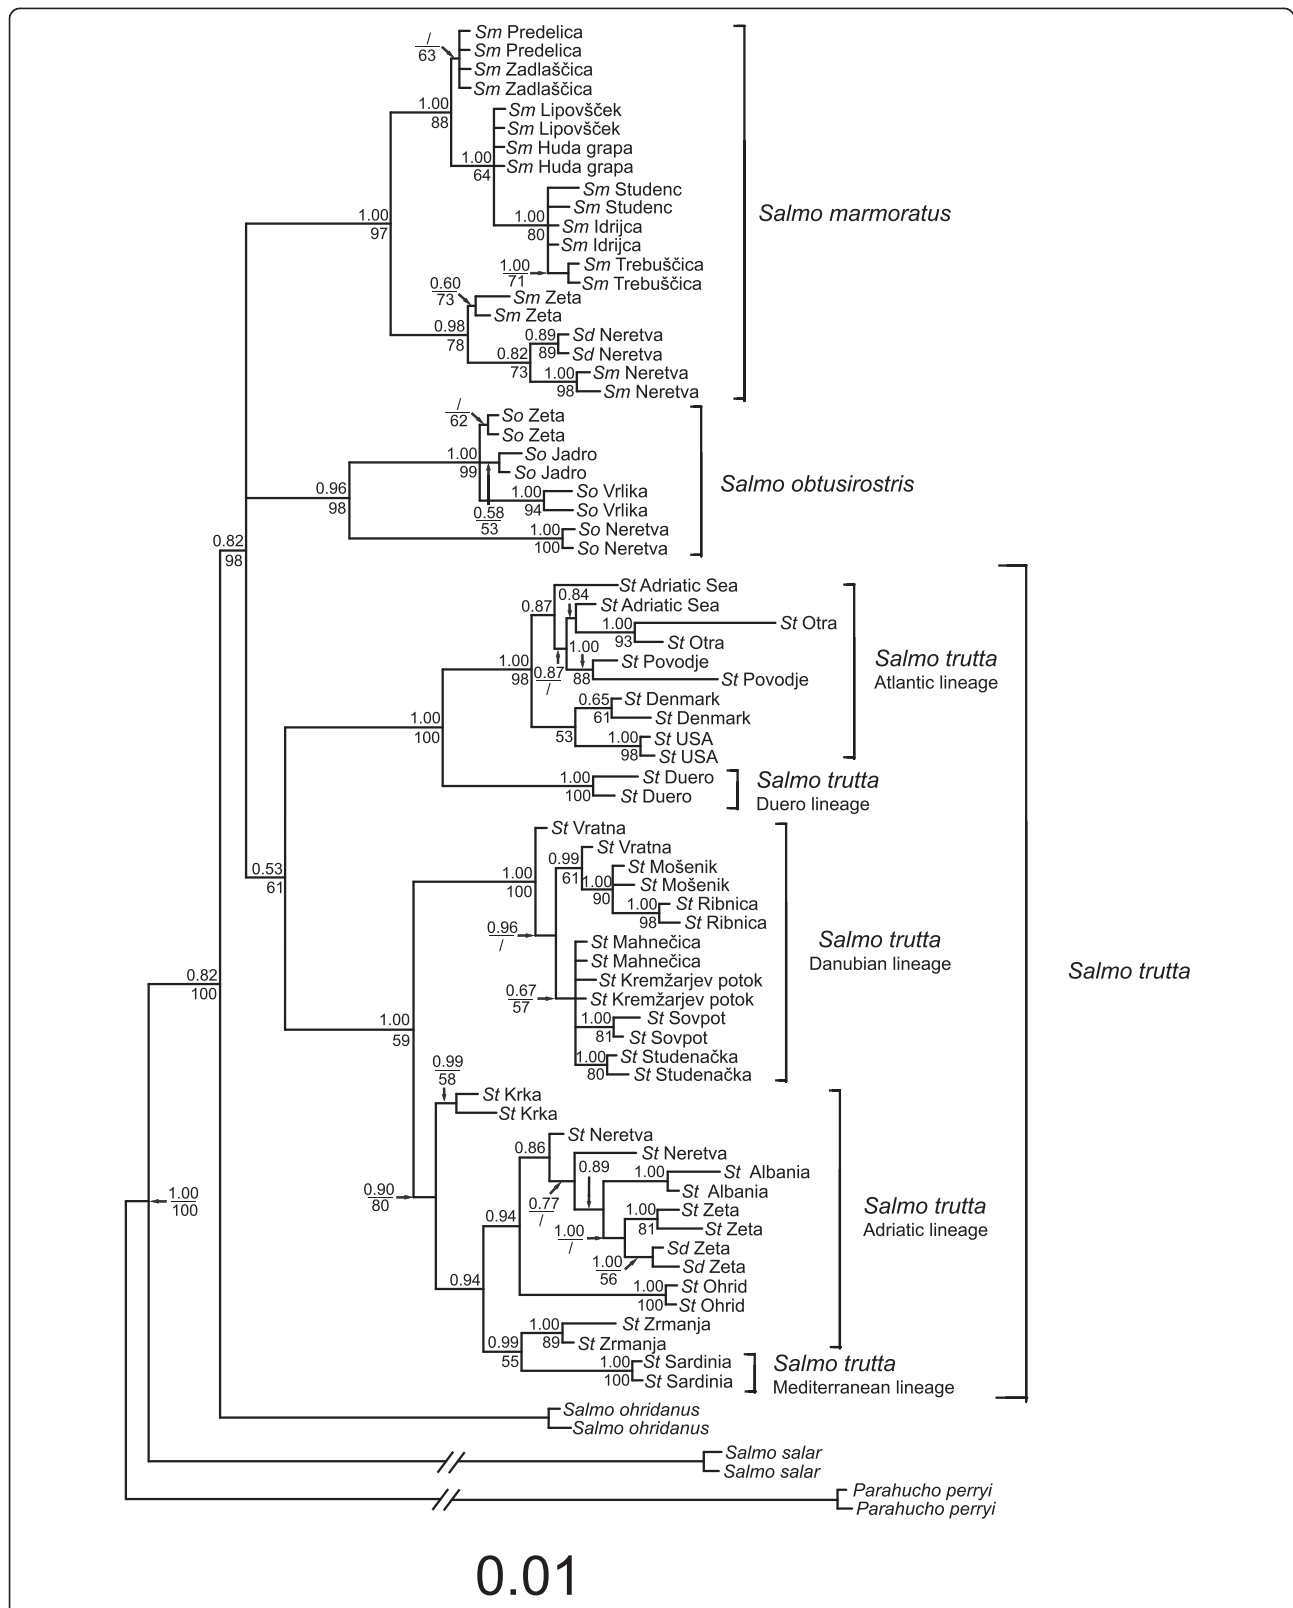 Sm Predelica
/
63
Sm Predelica
Sm Zadlaščica
Sm Zadlaščica
1.00
88
Sm Lipovšček
Sm Lipovšček
Sm Huda grapa
1.00
64
Sm Huda grapa
Sm Studenc
Sm Studenc
1.00
80
Sm Idrijca
Sm Idrijca
1.00
97
Salmo marmoratus
1.00
71
Sm Trebuščica
Sm Trebuščica
0.60
73
Sm Zeta
Sm Zeta
0.98
78
0.89
89
Sd Neretva
Sd Neretva
0.82
73
1.00
98
Sm Neretva
Sm Neretva
/
62
So Zeta
So Zeta
1.00
99
So Jadro
So Jadro
0.96
98
1.00
94
So Vrlika
So Vrlika
0.58
53
1.00
100
So Neretva
So Neretva
Salmo obtusirostris
0.82
98
St Adriatic Sea
0.87
0.84
St Adriatic Sea
1.00
93
St Otra
St Otra
1.00
88
0.87
/
St Povodje
St Povodje
1.00
98
Salmo trutta
Atlantic lineage
0.65
61
St Denmark
St Denmark
1.00
100
53
1.00
98
St USA
St USA
1.00
100
St Duero
St Duero
Salmo trutta
Duero lineage
St Vratna
St Vratna
0.99
61
0.53
61
1.00
100
1.00
90
St Mošenik
St Mošenik
1.00
98
St Ribnica
St Ribnica
0.96
/
St Mahnečica
St Mahnečica
Salmo trutta
Danubian lineage
Salmo trutta
0.82
100
St Kremžarjev potok
0.67
57
St Kremžarjev potok
1.00
81
St Sovpot
St Sovpot
1.00
59
1.00
80
St Studenačka
St Studenačka
0.99
58
St Krka
St Krka
St Neretva
0.86
St Neretva
0.89
1.00
St Albania
St Albania
1.00
100
0.90
80
0.77
/
1.00
81
St Zeta
St Zeta
0.94
1.00
/
Salmo trutta
Adriatic lineage
1.00
56
Sd Zeta
Sd Zeta
0.94
1.00
100
St Ohrid
St Ohrid
1.00
89
St Zrmanja
St Zrmanja
0.99
55
1.00
100
St Sardinia
St Sardinia
Salmo trutta
Mediterranean lineage
Salmo ohridanus
Salmo ohridanus
Salmo salar
Salmo salar
Parahucho perryi
Parahucho perryi
0.01